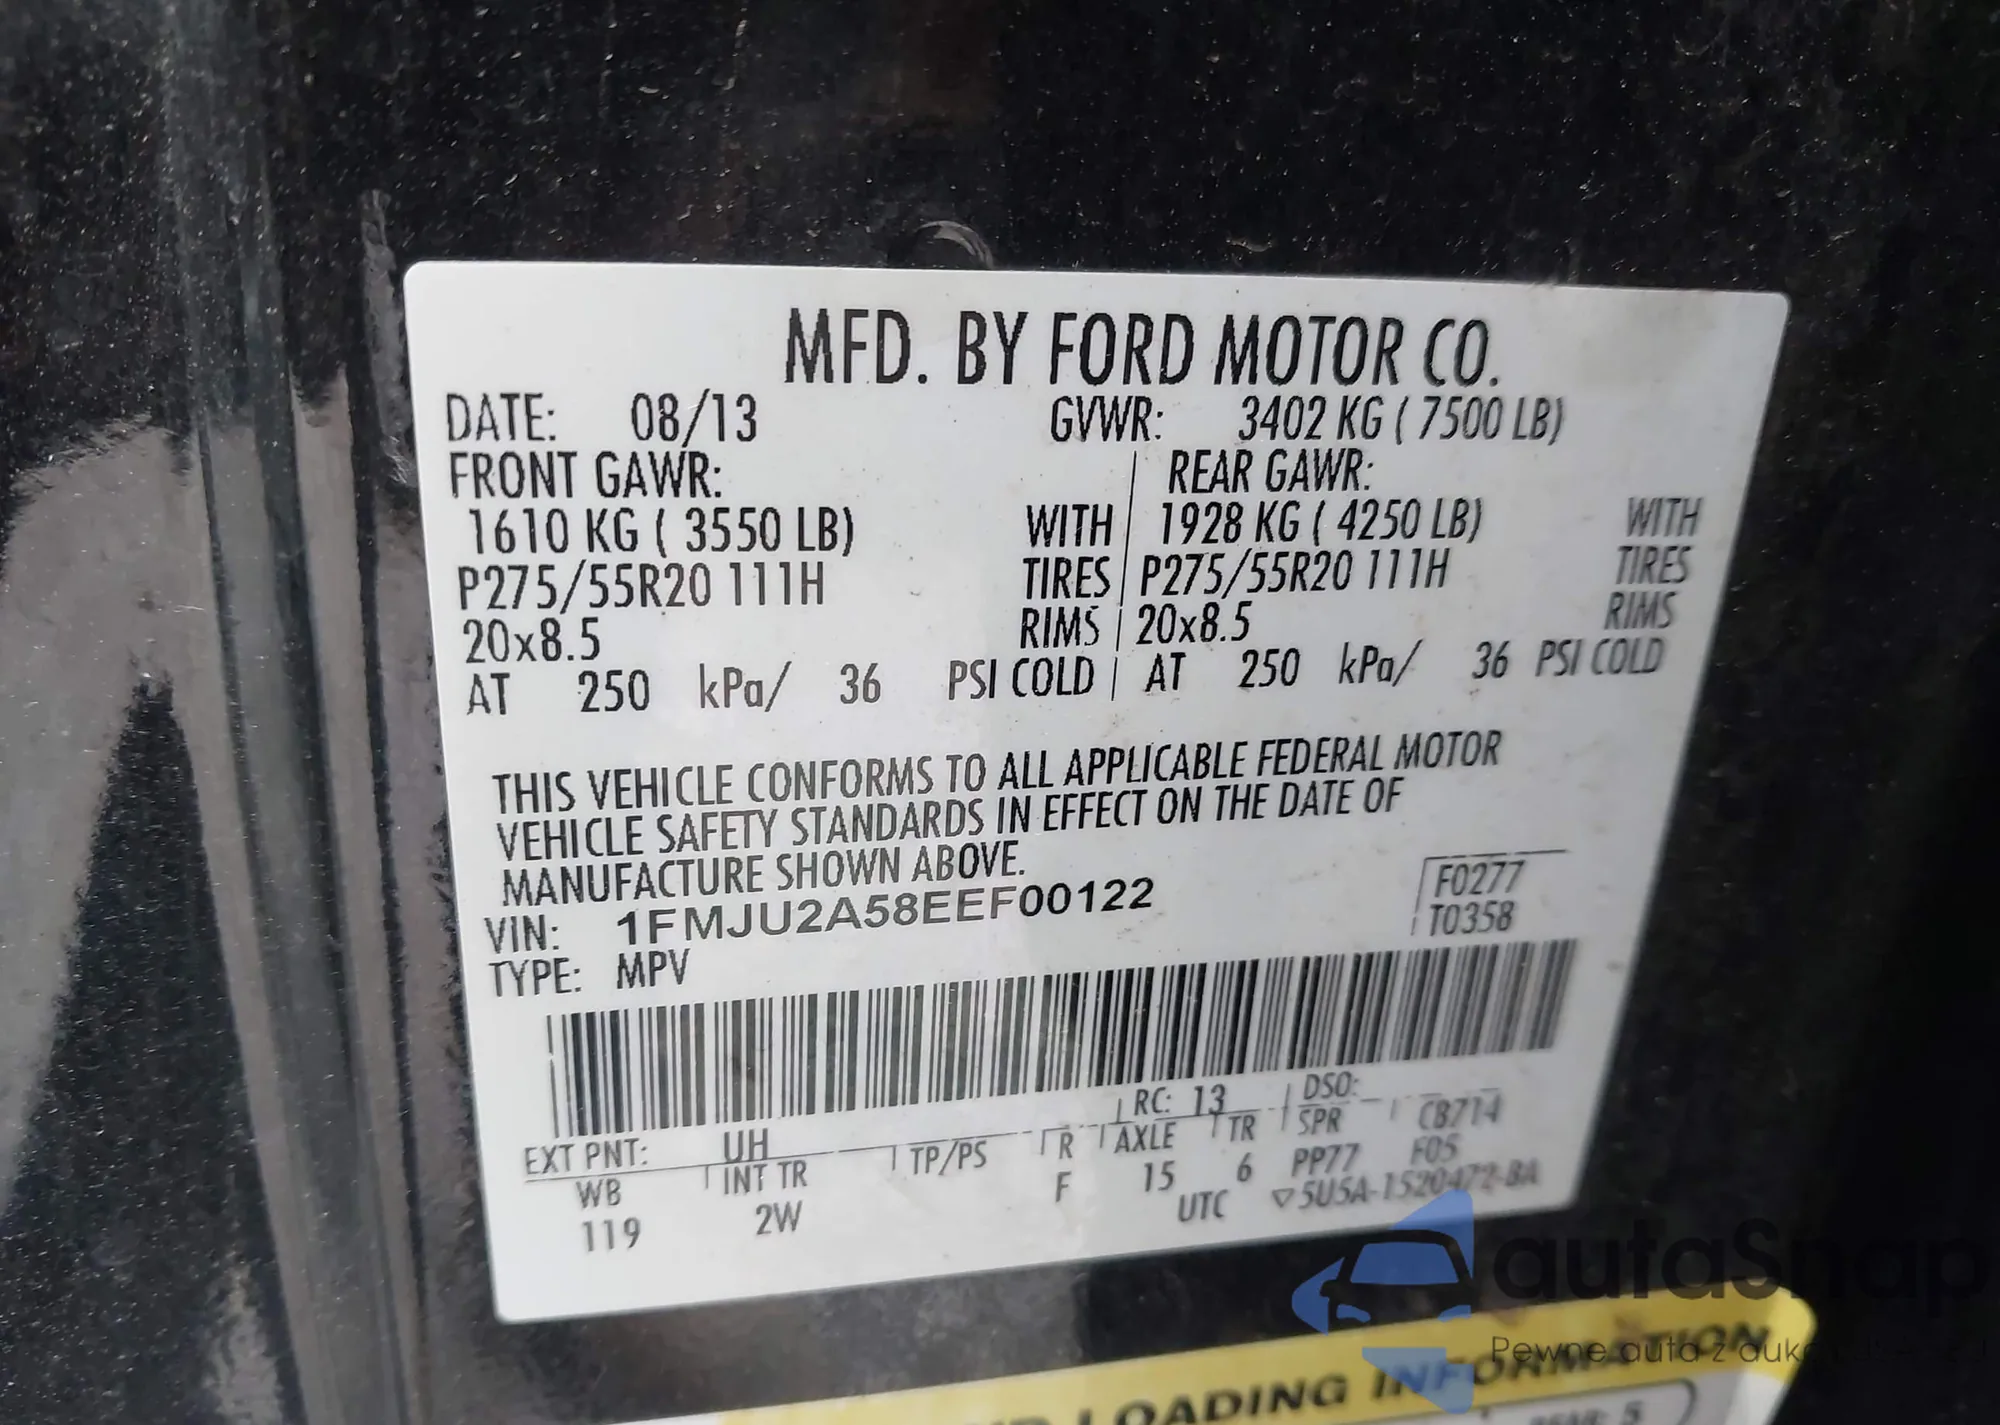 MFD. BY FORD MOTOR CO.
DATE: 08/13 GVWR: 3402 KG ( 7500 LB)
FRONT GAWR: REAR GAWR:
1610 KG ( 3550 LB) WITH 1928 KG ( 4250 LB) WITH
P275/55R20 111H TIRES P275/55R20 111H TIRES
20x8.5 RIMS 20x8.5 RIMS
AT 250 kPa/ 36 PSI COLD AT 250 kPa/ 36 PSI COLD
THIS VEHICLE CONFORMS TO ALL APPLICABLE FEDERAL MOTOR
VEHICLE SAFETY STANDARDS IN EFFECT ON THE DATE OF
MANUFACTURE SHOWN ABOVE.
VIN: 1FMJU2A58EEF00122
TYPE: MPV
F0277
T0358
EXT PNT: UH RC: 13 DSO:
WB INT TR TP/PS R AXLE TR SPR CB714
119 2W F 15 6 PP77 F05
UTC ▽5U5A-1520472-BA
autaSnap
Pewne auta z
LOADING INFORMATION
5